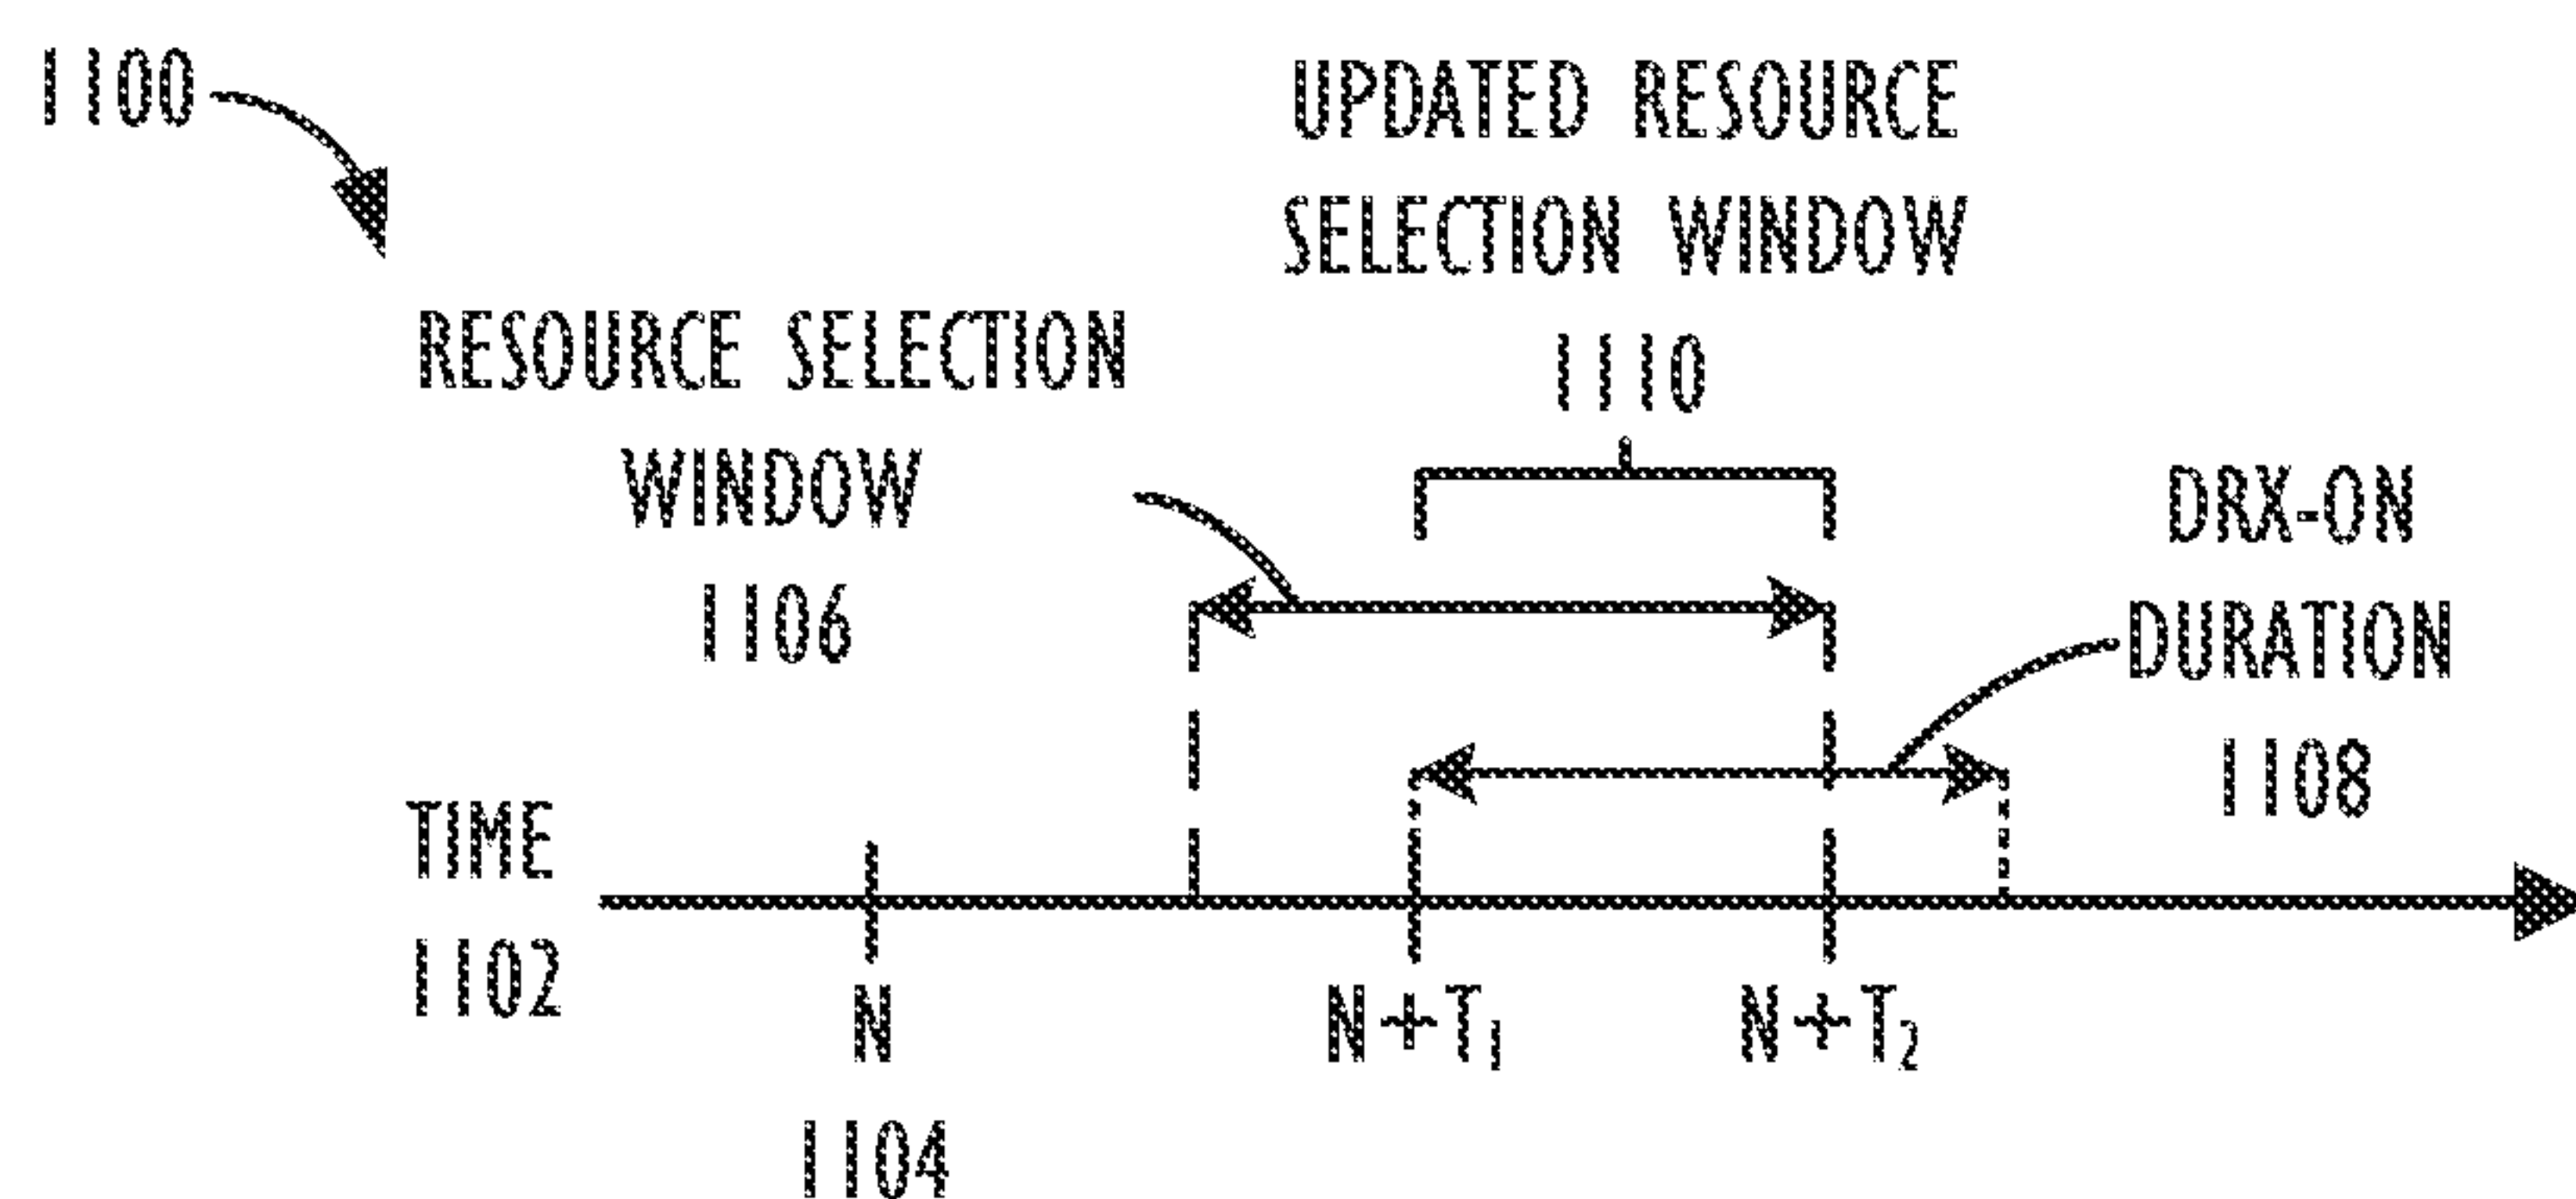 1100
UPDATED RESOURCE
SELECTION WINDOW
1110
RESOURCE SELECTION
WINDOW
1106
DRX-ON
DURATION
1108
TIME
1102
N
1104
N+T₁
N+T₂